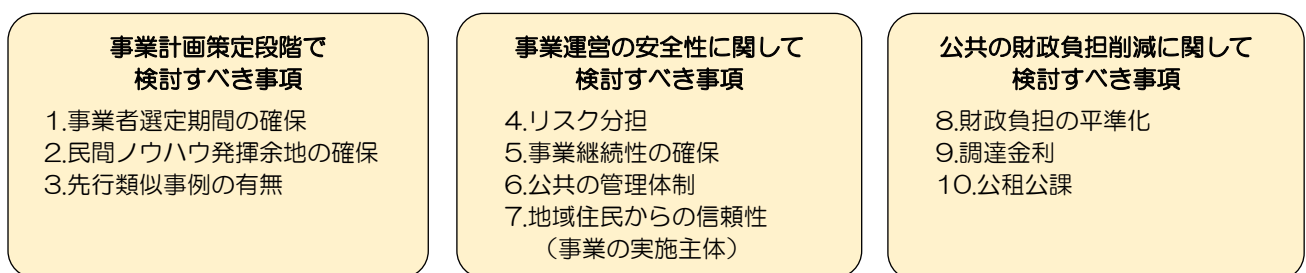 事業計画策定段階で
検討すべき事項
1.事業者選定期間の確保
2.民間ノウハウ発揮余地の確保
3.先行類似事例の有無
事業運営の安全性に関して
検討すべき事項
4.リスク分担
5.事業継続性の確保
6.公共の管理体制
7.地域住民からの信頼性
（事業の実施主体）
公共の財政負担削減に関して
検討すべき事項
8.財政負担の平準化
9.調達金利
10.公租公課